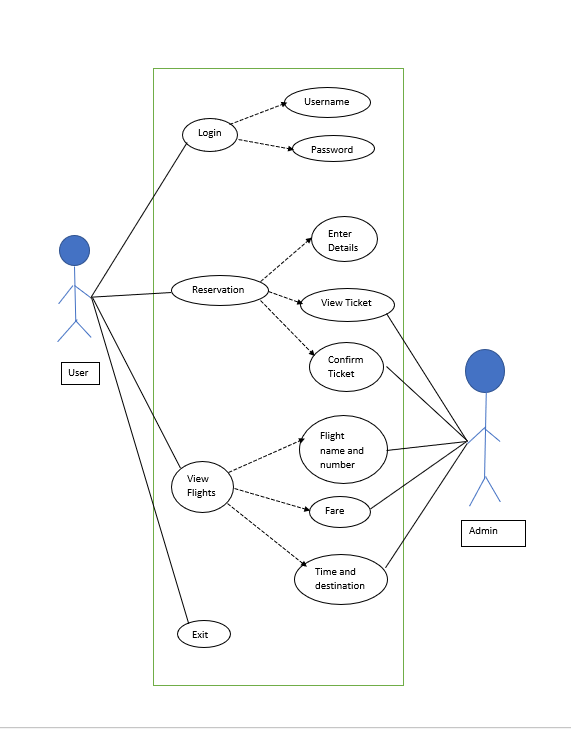 Username
Login
Password
Enter
Details
Reservation
View Ticket
Confirm
Ticket
User
Flight
name and
number
View
Flights
Fare
Admin
Time and
destination
Exit